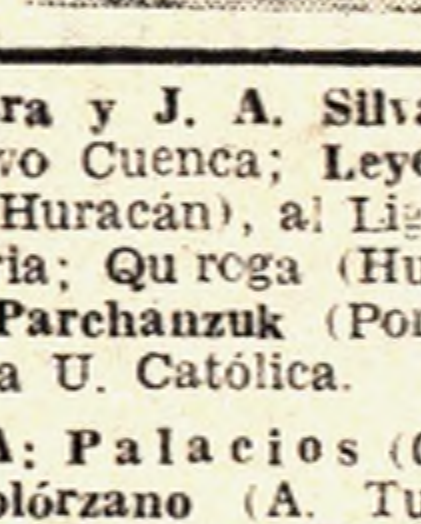 ra y J. A. Silva
vo Cuenca; Leye
(Huracán), al Lig
ria; Qu roga (Hu
Parchanzuk (Por
a U. Católica.
A: Palacios (C
olórzano (A. Tu